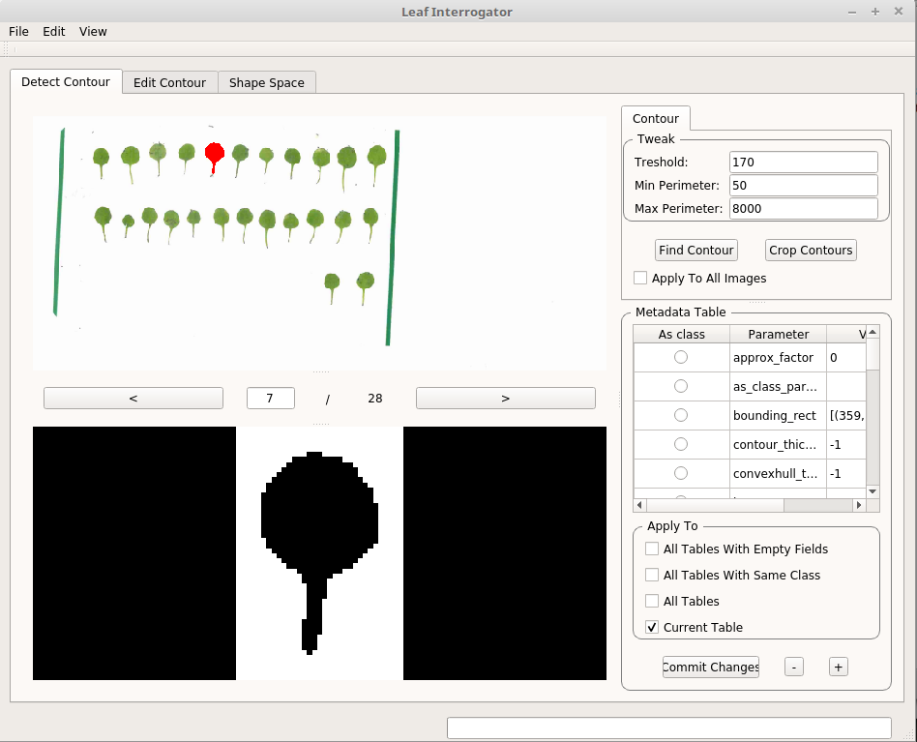 Leaf Interrogator
File Edit View
Detect Contour Edit Contour Shape Space
Contour
Tweak
Treshold: 170
Min Perimeter: 50
Max Perimeter: 8000
Find Contour Crop Contours
Apply To All Images
< 7 / 28 >
Metadata Table
As class Parameter V
approx_factor 0
as_class_par...
bounding_rect [(359,
contour_thic... -1
convexhull_t... -1
Apply To
All Tables With Empty Fields
All Tables With Same Class
All Tables
Current Table
Commit Changes - +